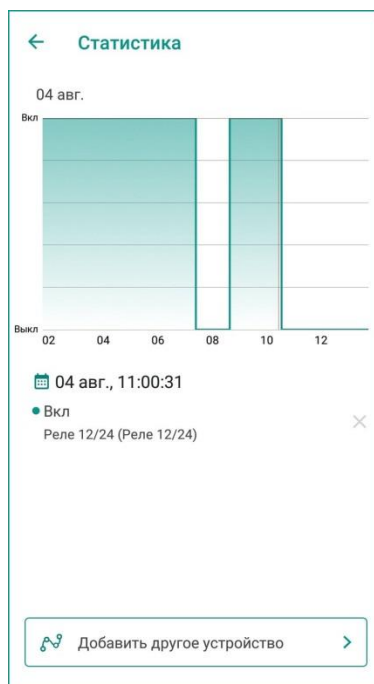 Статистика
04 авг.
Вкл
Выкл
02 04 06 08 10 12
04 авг., 11:00:31
Вкл
Реле 12/24 (Реле 12/24)
Добавить другое устройство